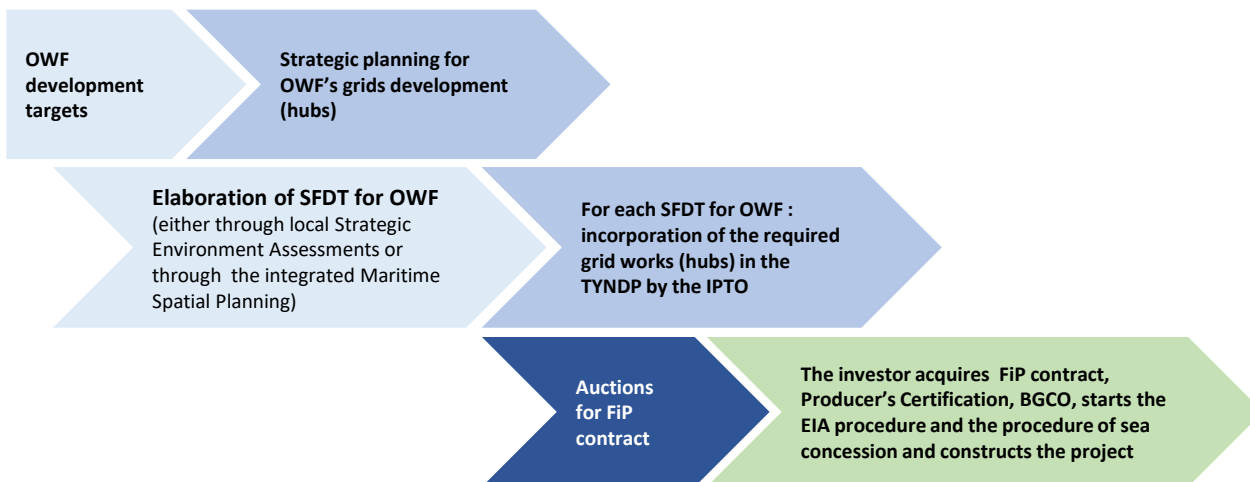 OWF
development
targets
Strategic planning for
OWF's grids development
(hubs)
Elaboration of SFDT for OWF
(either through local Strategic
Environment Assessments or
through the integrated Maritime
Spatial Planning)
For each SFDT for OWF :
incorporation of the required
grid works (hubs) in the
TYNDP by the IPTO
Auctions
for FiP
contract
The investor acquires FiP contract,
Producer's Certification, BGCO, starts the
EIA procedure and the procedure of sea
concession and constructs the project